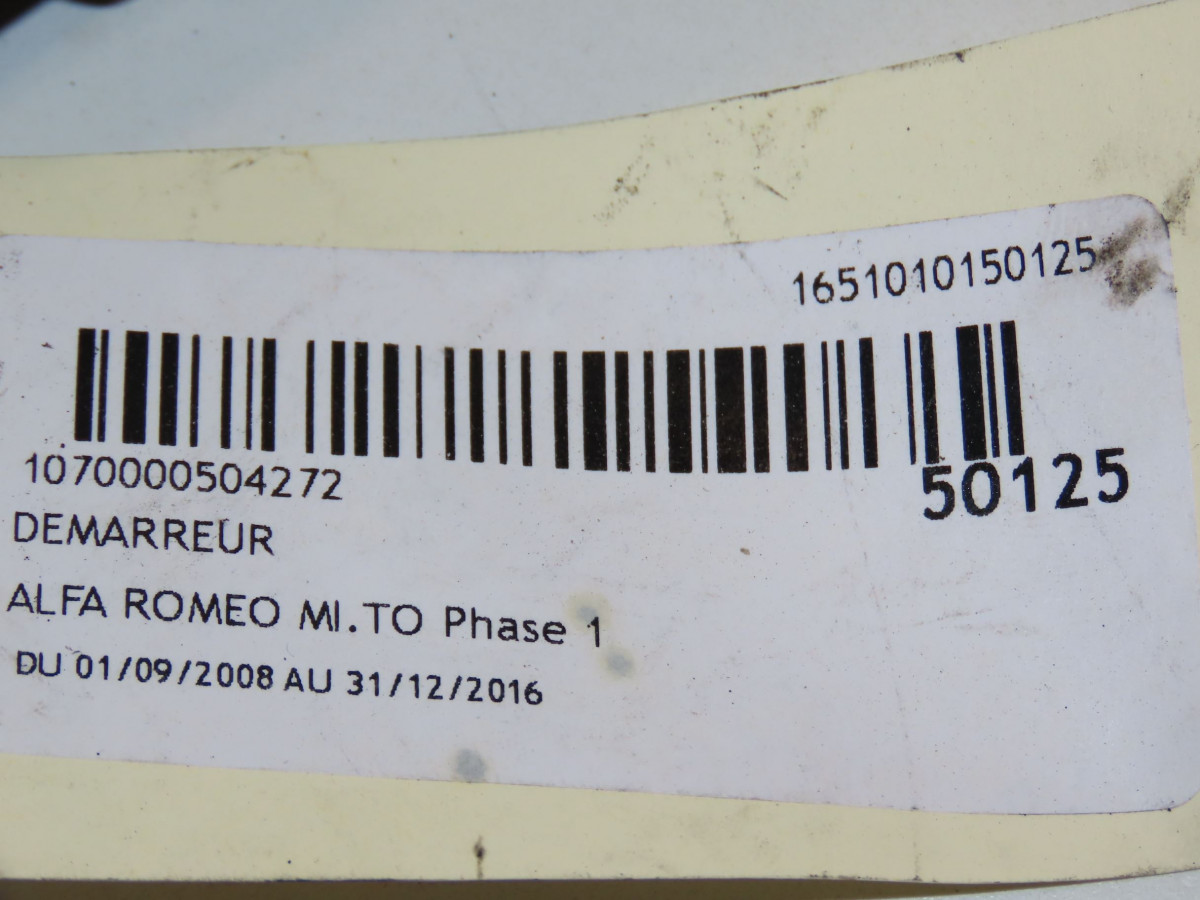 1651010150125
1070000504272
50125
DEMARREUR
ALFA ROMEO MI.TO Phase 1
DU 01/09/2008 AU 31/12/2016